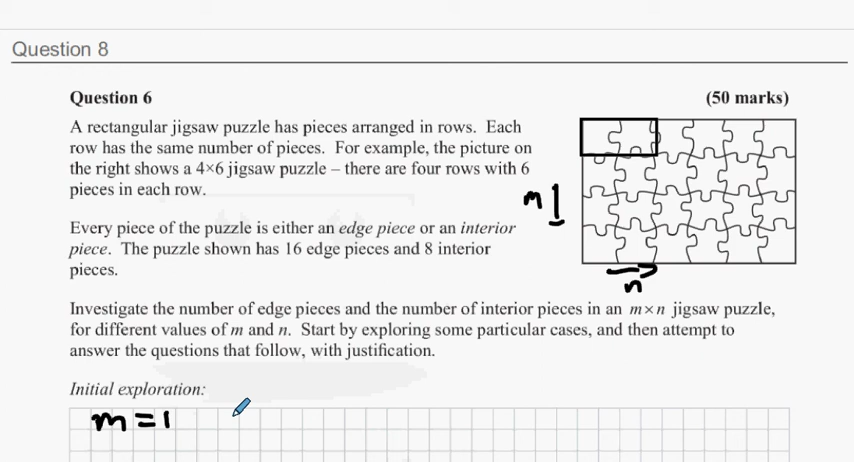 Question 8
Question 6 (50 marks)
A rectangular jigsaw puzzle has pieces arranged in rows. Each
row has the same number of pieces. For example, the picture on
the right shows a 4×6 jigsaw puzzle – there are four rows with 6
pieces in each row.
m
Every piece of the puzzle is either an edge piece or an interior
piece. The puzzle shown has 16 edge pieces and 8 interior
pieces.
n
Investigate the number of edge pieces and the number of interior pieces in an m×n jigsaw puzzle,
for different values of m and n. Start by exploring some particular cases, and then attempt to
answer the questions that follow, with justification.
Initial exploration:
m = 1